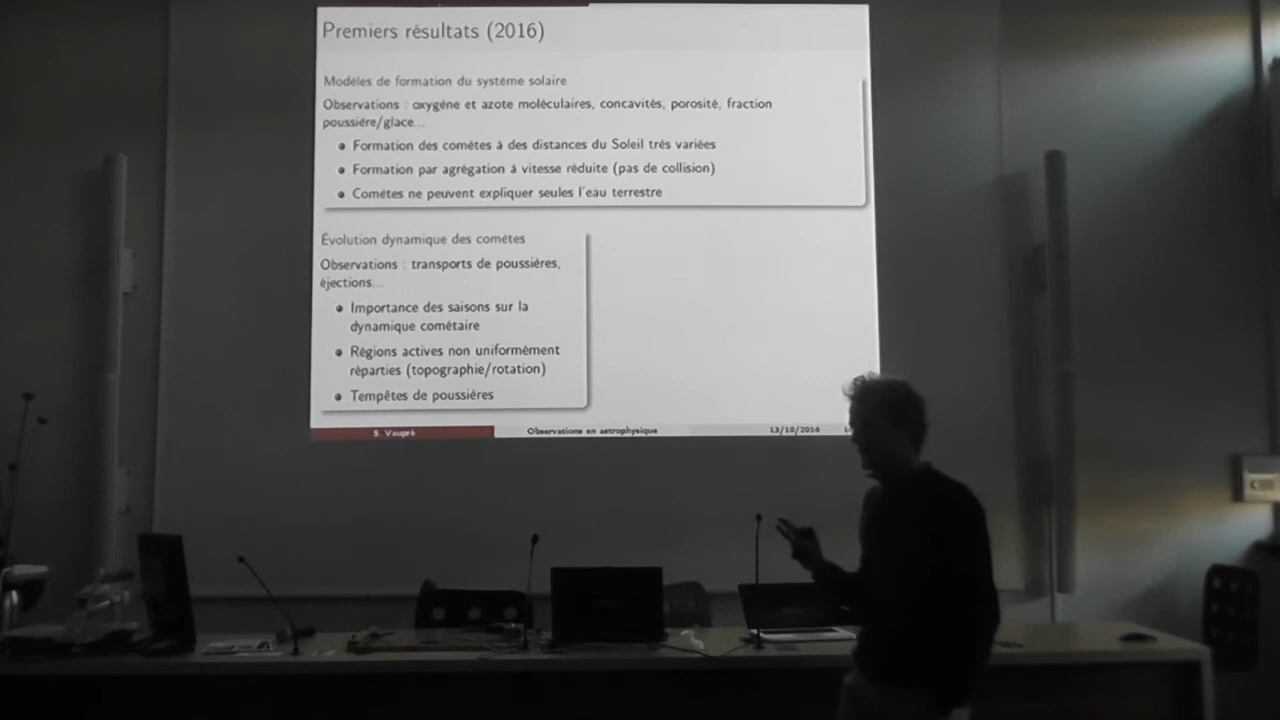 Premiers résultats (2016)
Modèles de formation du système solaire
Observations : oxygène et azote moléculaires, concavités, porosité, fraction
poussière/glace...
Formation des comètes à des distances du Soleil très variées
Formation par agrégation à vitesse réduite (pas de collision)
Comètes ne peuvent expliquer seules l'eau terrestre
Évolution dynamique des comètes
Observations : transports de poussières,
éjections...
Importance des saisons sur la
dynamique cométaire
Régions actives non uniformément
réparties (topographie/rotation)
Tempêtes de poussières
S. Vaupré Observations en astrophysique 13/10/2016